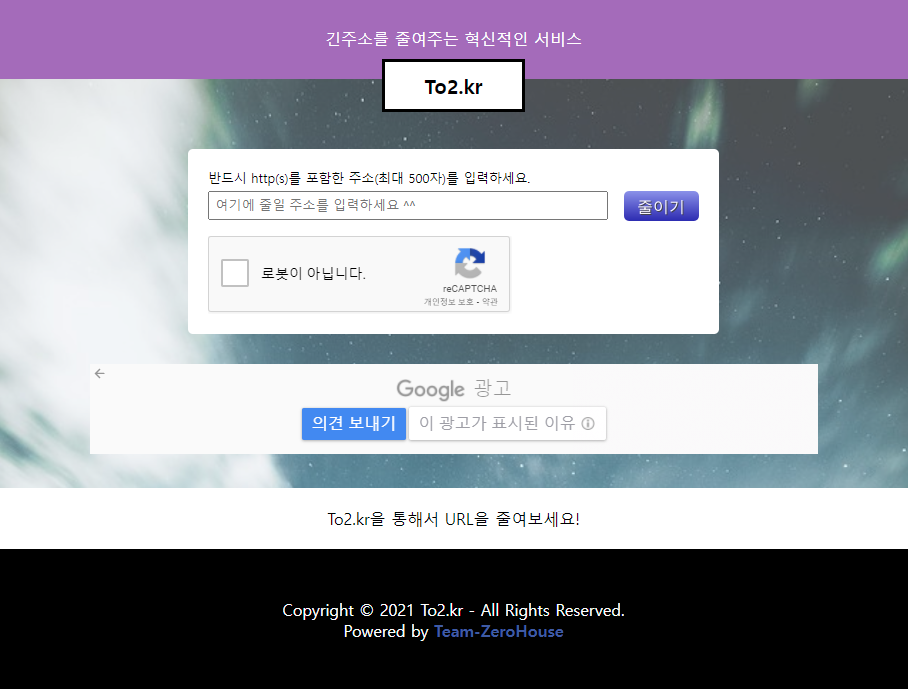 긴주소를 줄여주는 혁신적인 서비스
To2.kr
반드시 http(s)를 포함한 주소(최대 500자)를 입력하세요.
여기에 줄일 주소를 입력하세요 ^^
줄이기
로봇이 아닙니다.
reCAPTCHA
개인정보 보호 - 약관
Google 광고
의견 보내기
이 광고가 표시된 이유
To2.kr을 통해서 URL을 줄여보세요!
Copyright © 2021 To2.kr - All Rights Reserved.
Powered by Team-ZeroHouse